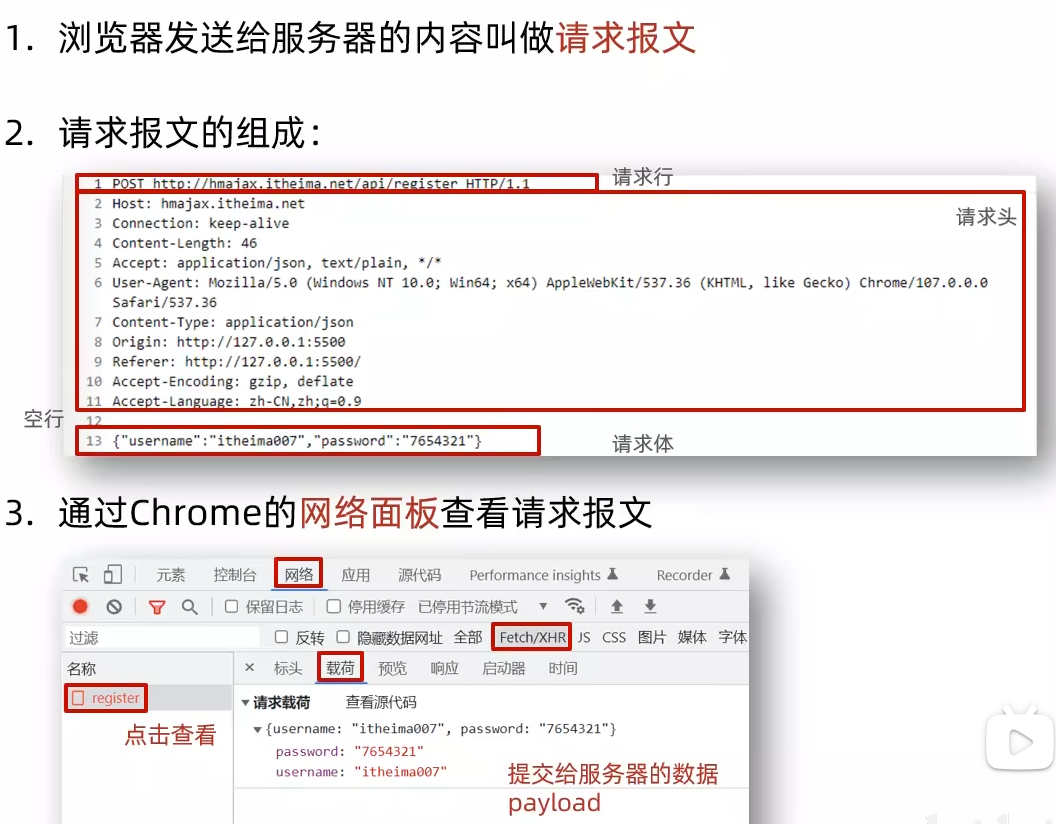 1. 浏览器发送给服务器的内容叫做请求报文
2. 请求报文的组成：
请求行
1 POST http://hmajax.itheima.net/api/register HTTP/1.1
请求头
2 Host: hmajax.itheima.net
3 Connection: keep-alive
4 Content-Length: 46
5 Accept: application/json, text/plain, */*
6 User-Agent: Mozilla/5.0 (Windows NT 10.0; Win64; x64) AppleWebKit/537.36 (KHTML, like Gecko) Chrome/107.0.0.0
Safari/537.36
7 Content-Type: application/json
8 Origin: http://127.0.0.1:5500
9 Referer: http://127.0.0.1:5500/
10 Accept-Encoding: gzip, deflate
11 Accept-Language: zh-CN,zh;q=0.9
空行
12
13 {"username":"itheima007","password":"7654321"}
请求体
3. 通过Chrome的网络面板查看请求报文
元素 控制台 网络 应用 源代码 Performance insights Recorder
保留日志 停用缓存 已停用节流模式
过滤 反转 隐藏数据网址 全部 Fetch/XHR JS CSS 图片 媒体 字体
名称 × 标头 载荷 预览 响应 启动器 时间
register
▼请求载荷 查看源代码
▼{username: "itheima007", password: "7654321"}
点击查看
password: "7654321"
username: "itheima007"
提交给服务器的数据
payload